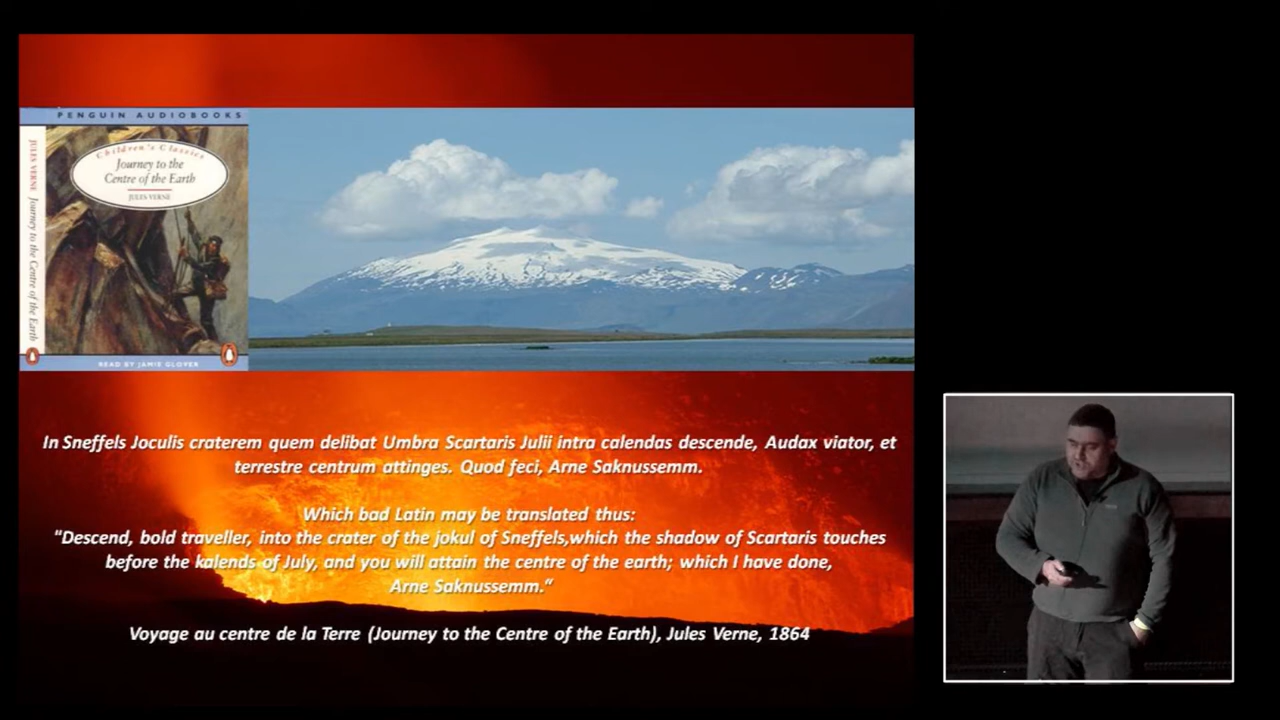 PENGUIN AUDIOBOOKS
Children's Classics
Journey to the
Centre of the Earth
JULES VERNE
JULES VERNE Journey to the Centre of the Earth
READ BY JAMIE GLOVER
In Sneffels Joculis craterem quem delibat Umbra Scartaris Julii intra calendas descende, Audax viator, et
terrestre centrum attinges. Quod feci, Arne Saknussemm.
Which bad Latin may be translated thus:
"Descend, bold traveller, into the crater of the jokul of Sneffels,which the shadow of Scartaris touches
before the kalends of July, and you will attain the centre of the earth; which I have done,
Arne Saknussemm.“
Voyage au centre de la Terre (Journey to the Centre of the Earth), Jules Verne, 1864